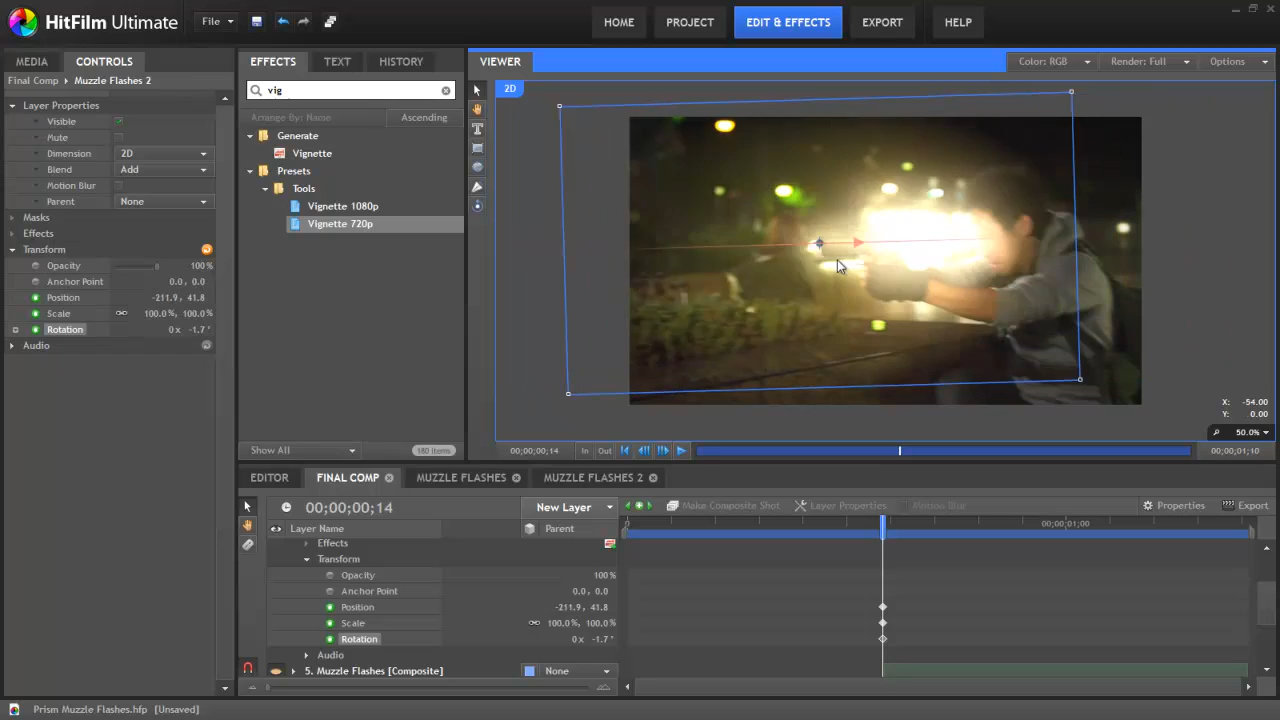 HitFilm Ultimate
File
HOME
PROJECT
EDIT & EFFECTS
EXPORT
HELP
MEDIA
CONTROLS
Final Comp
Muzzle Flashes 2
Layer Properties
Visible
Mute
Dimension
2D
Blend
Add
Motion Blur
Parent
None
Masks
Effects
Transform
Opacity
100%
Anchor Point
0.0, 0.0
Position
-211.9, 41.8
Scale
100.0%, 100.0%
Rotation
0 x -1.7 °
Audio
EFFECTS
TEXT
HISTORY
vig
Arrange By: Name
Ascending
Generate
Vignette
Presets
Tools
Vignette 1080p
Vignette 720p
Show All
180 items
VIEWER
Color: RGB
Render: Full
Options
2D
X: -54.00
Y: 0.00
50.0%
00;00;00;14
In
Out
00;00;01;10
EDITOR
FINAL COMP
MUZZLE FLASHES
MUZZLE FLASHES 2
00;00;00;14
New Layer
Make Composite Shot
Layer Properties
Motion Blur
Properties
Export
Layer Name
Parent
0
00;00;01;00
Effects
Transform
Opacity
100%
Anchor Point
0.0, 0.0
Position
-211.9, 41.8
Scale
100.0%, 100.0%
Rotation
0 x -1.7 °
Audio
5. Muzzle Flashes [Composite]
None
Prism Muzzle Flashes.hfp [Unsaved]